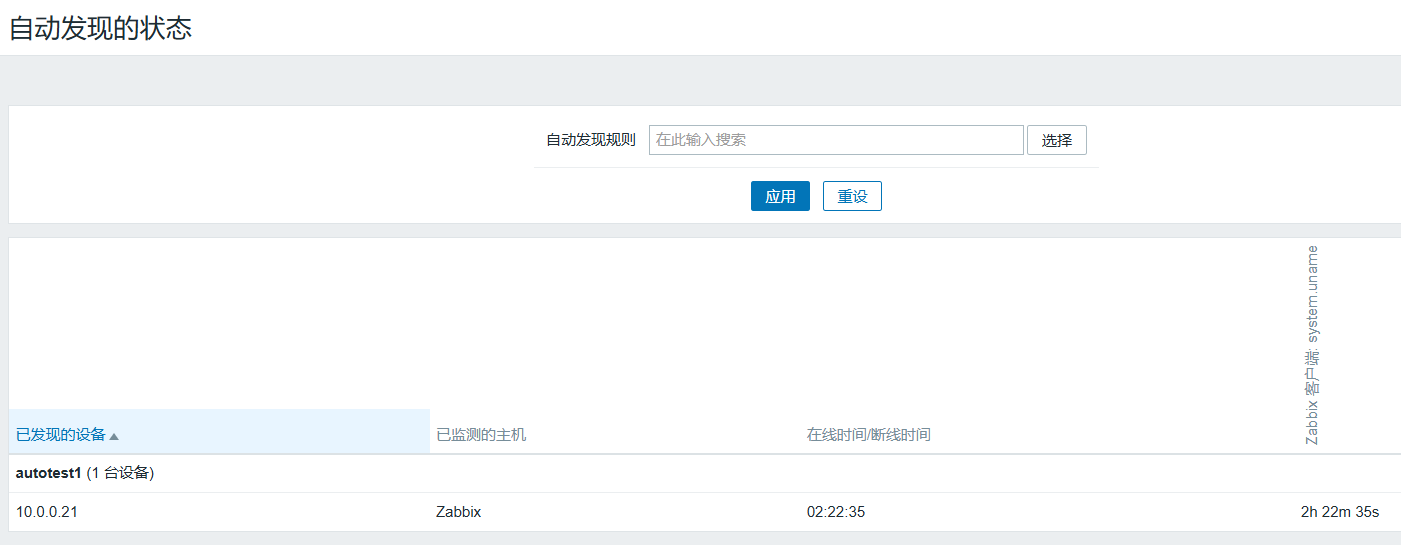 自动发现的状态
自动发现规则 在此输入搜索 选择
应用 重设
已发现的设备 已监测的主机 在线时间/断线时间 Zabbix 客户端: system.uname
autotest1 (1 台设备)
10.0.0.21 Zabbix 02:22:35 2h 22m 35s